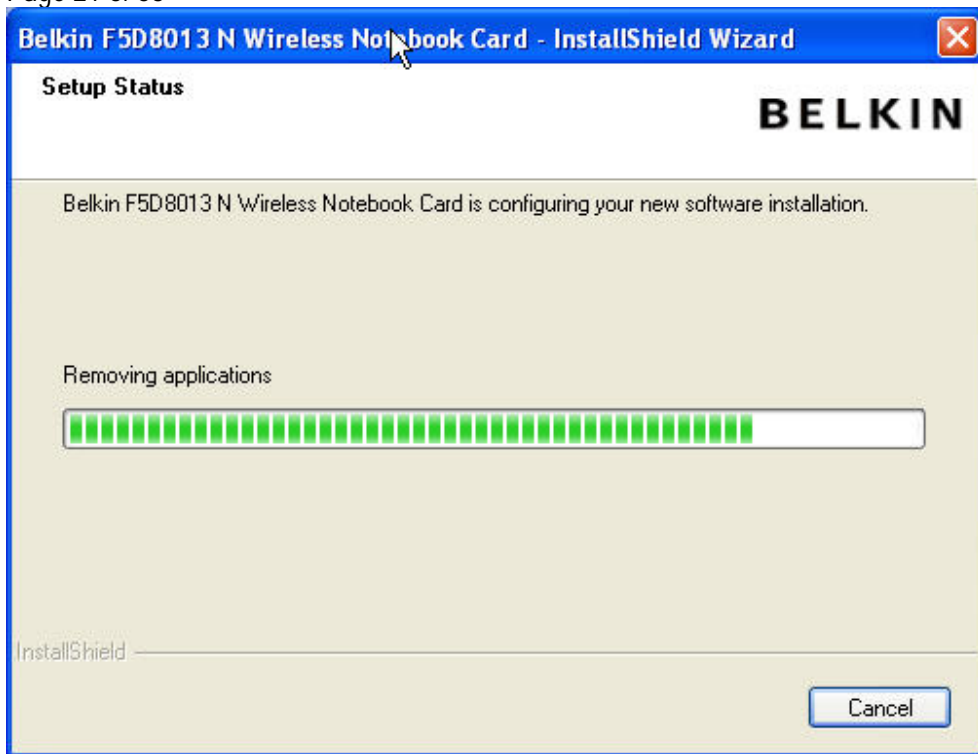 Belkin F5D8013 N Wireless Notebook Card - InstallShield Wizard
Setup Status
BELKIN
Belkin F5D8013 N Wireless Notebook Card is configuring your new software installation.
Removing applications
InstallShield
Cancel